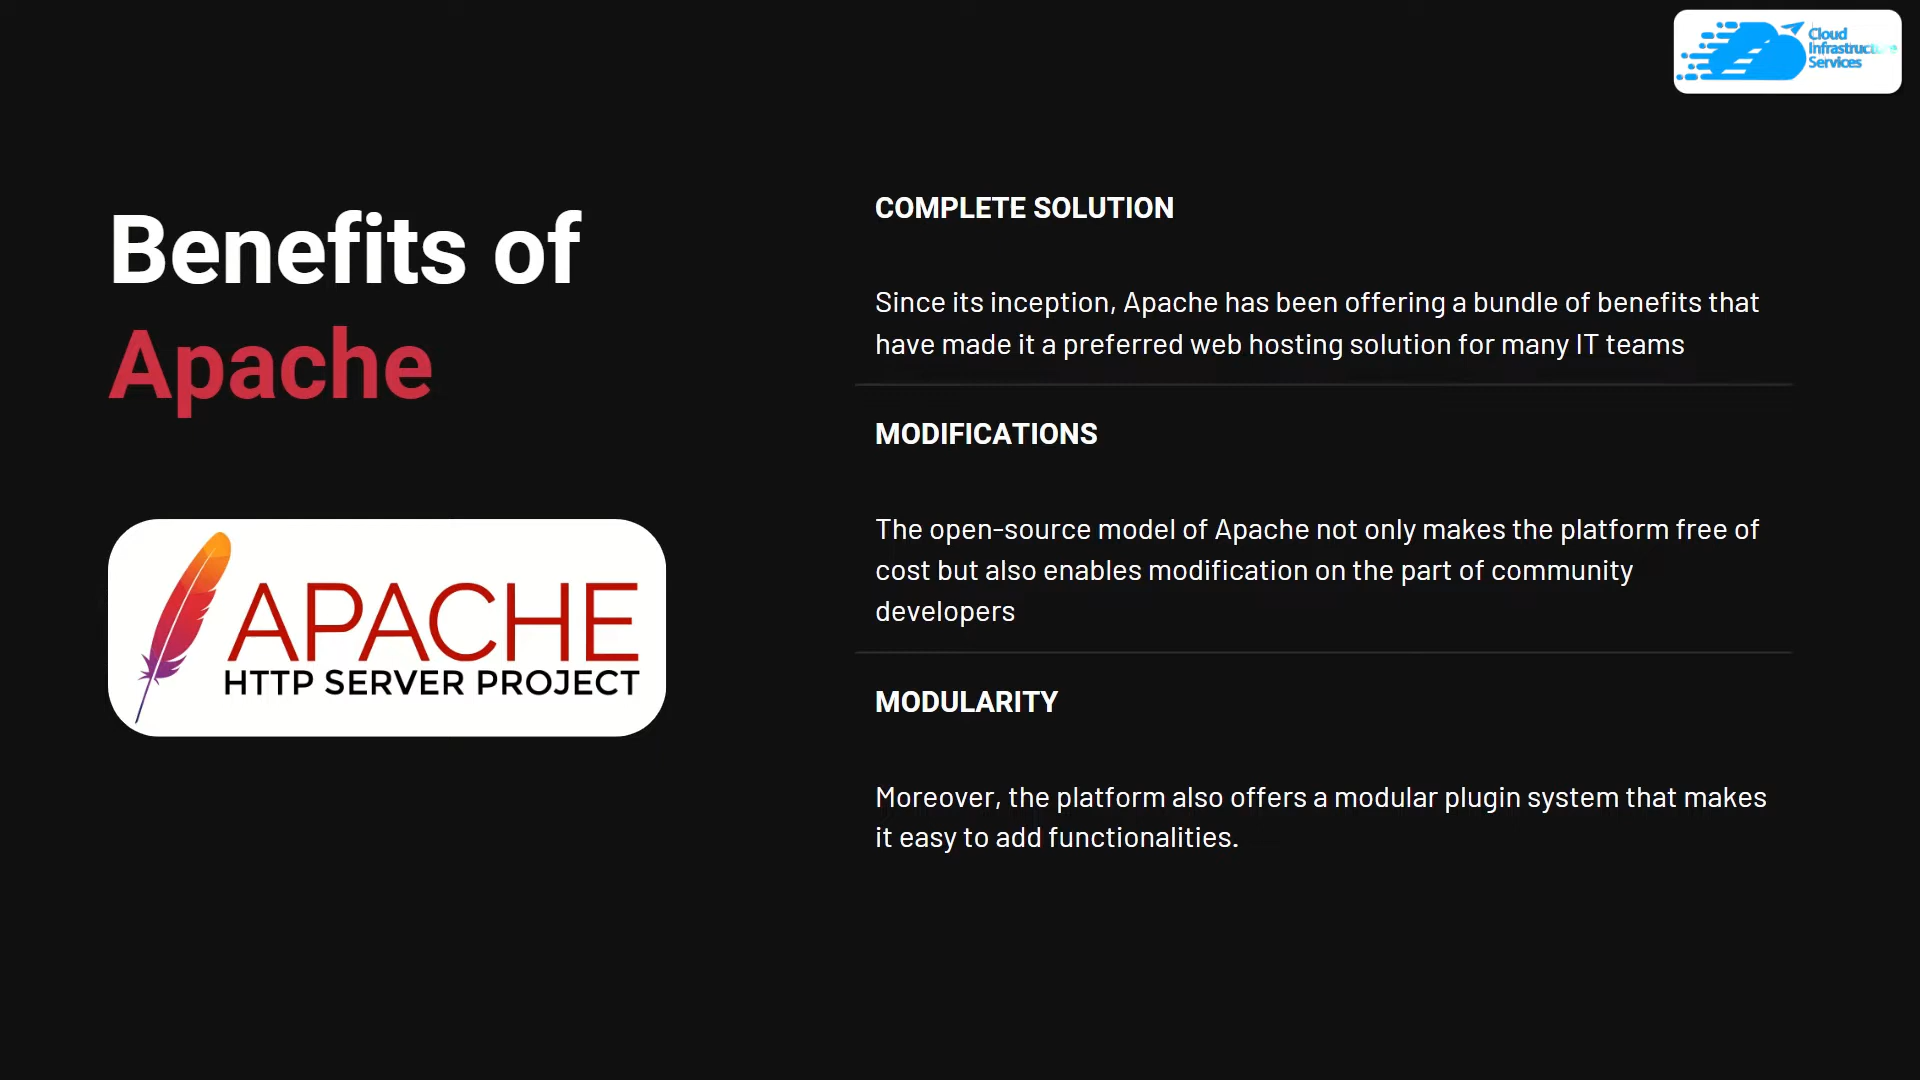 Cloud
Infrastructure
Services
Benefits of
Apache
APACHE
HTTP SERVER PROJECT
COMPLETE SOLUTION
Since its inception, Apache has been offering a bundle of benefits that
have made it a preferred web hosting solution for many IT teams
MODIFICATIONS
The open-source model of Apache not only makes the platform free of
cost but also enables modification on the part of community
developers
MODULARITY
Moreover, the platform also offers a modular plugin system that makes
it easy to add functionalities.